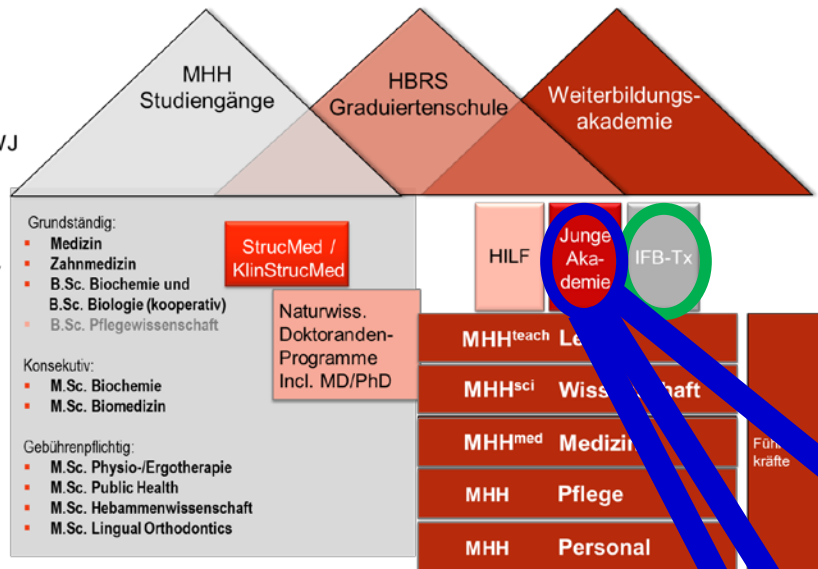 MHH
Studiengänge
HBRS
Graduiertenschule
Weiterbildungs-
akademie
Grundständig:
Medizin
Zahnmedizin
B.Sc. Biochemie und
B.Sc. Biologie (kooperativ)
B.Sc. Pflegewissenschaft
Konsekutiv:
M.Sc. Biochemie
M.Sc. Biomedizin
Gebührenpflichtig:
M.Sc. Physio-/Ergotherapie
M.Sc. Public Health
M.Sc. Hebammenwissenschaft
M.Sc. Lingual Orthodontics
StrucMed /
KlinStrucMed
Naturwiss.
Doktoranden-
Programme
Incl. MD/PhD
HILF
Junge
Aka-
demie
IFB-Tx
MHHteach
MHHsci
MHHmed Medizin
MHH Pflege
MHH Personal
kräfte